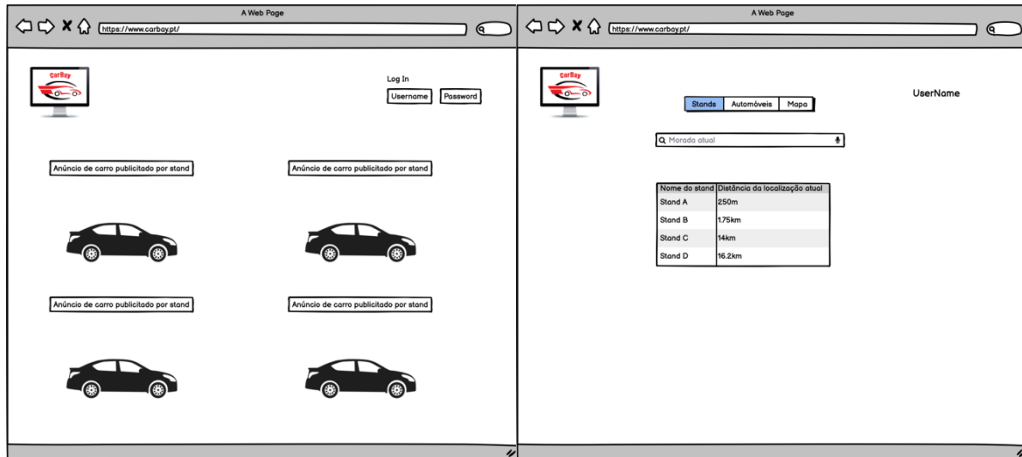 A Web Page
https://www.carbay.pt/
CarBay
Log In
Username
Password
Anúncio de carro publicitado por stand
Anúncio de carro publicitado por stand
Anúncio de carro publicitado por stand
Anúncio de carro publicitado por stand
A Web Page
https://www.carbay.pt/
CarBay
UserName
Stands Automóveis Mapa
Morada atual
Nome do stand Distância da localização atual
Stand A 250m
Stand B 1.75km
Stand C 14km
Stand D 16.2km